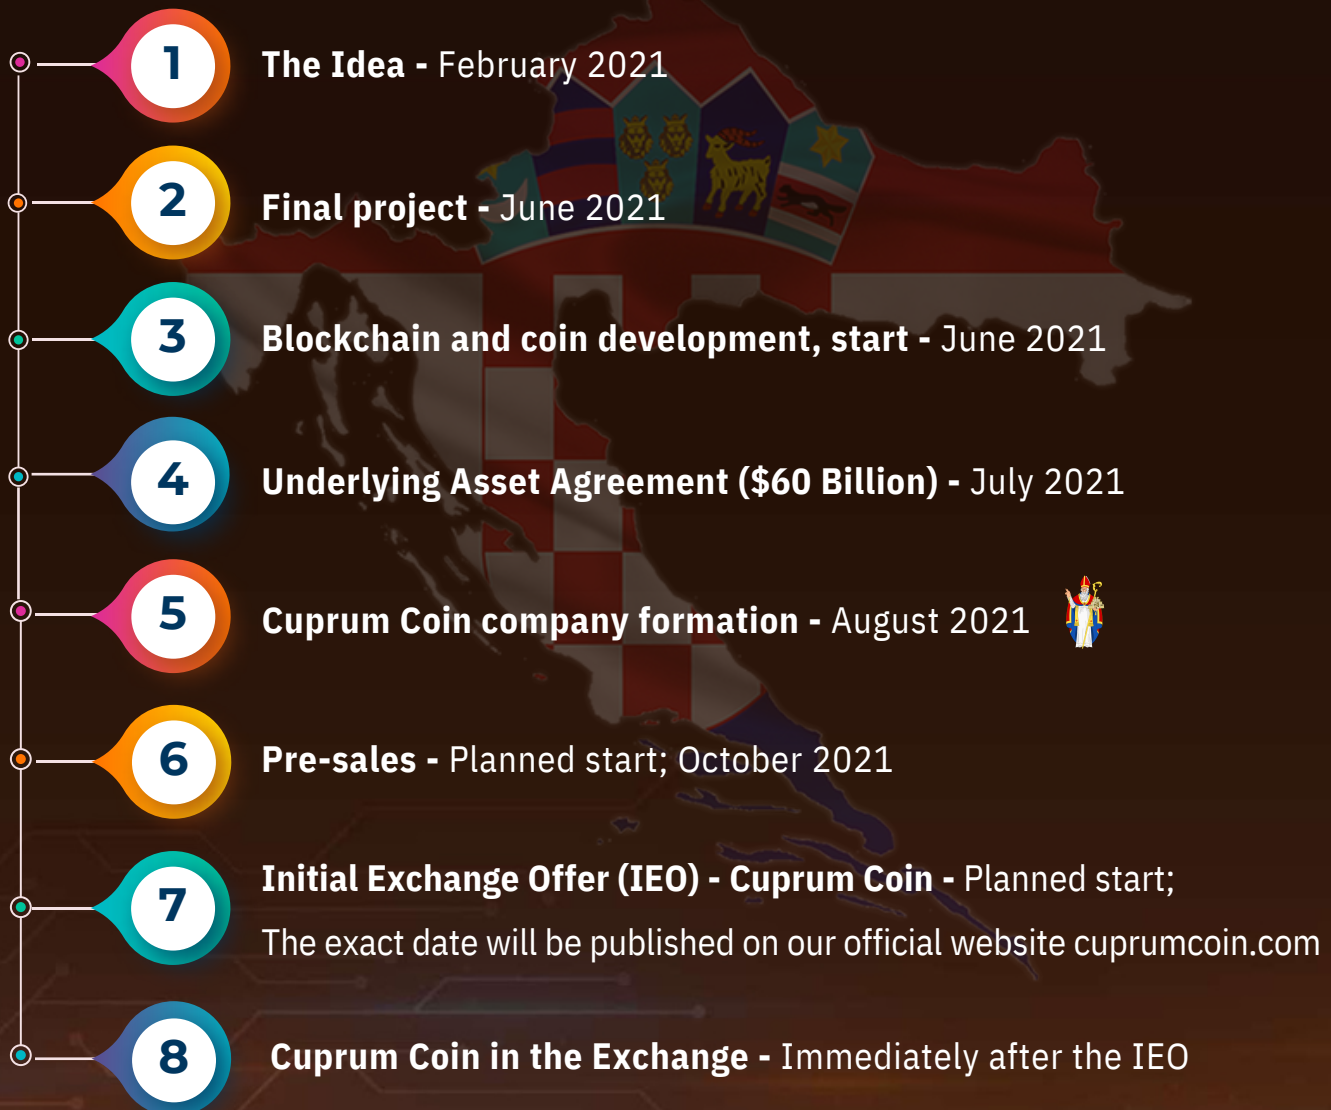 1
The Idea - February 2021
2
Final project - June 2021
3
Blockchain and coin development, start - June 2021
4
Underlying Asset Agreement ($60 Billion) - July 2021
5
Cuprum Coin company formation - August 2021
6
Pre-sales - Planned start; October 2021
7
Initial Exchange Offer (IEO) - Cuprum Coin - Planned start;
The exact date will be published on our official website cuprumcoin.com
8
Cuprum Coin in the Exchange - Immediately after the IEO